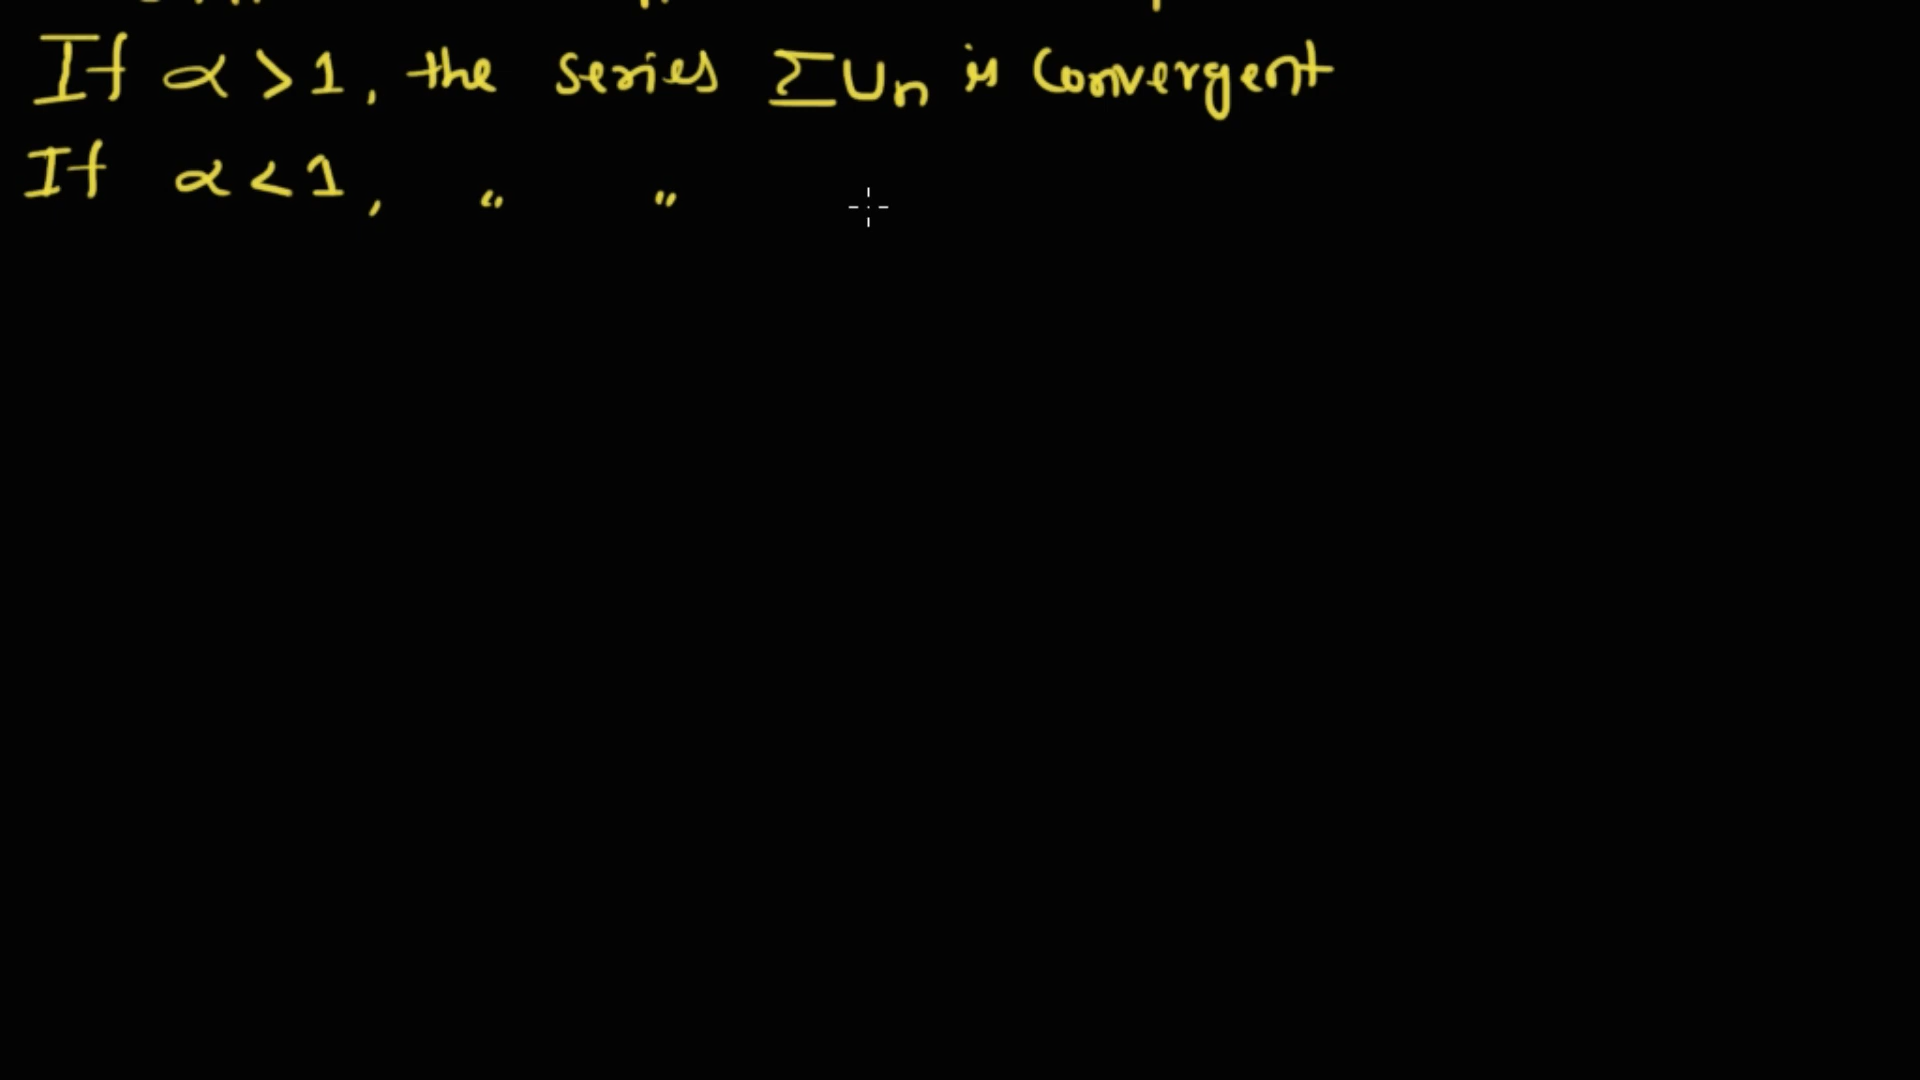 If α > 1, the series ΣUn is Convergent
If α < 1, " "